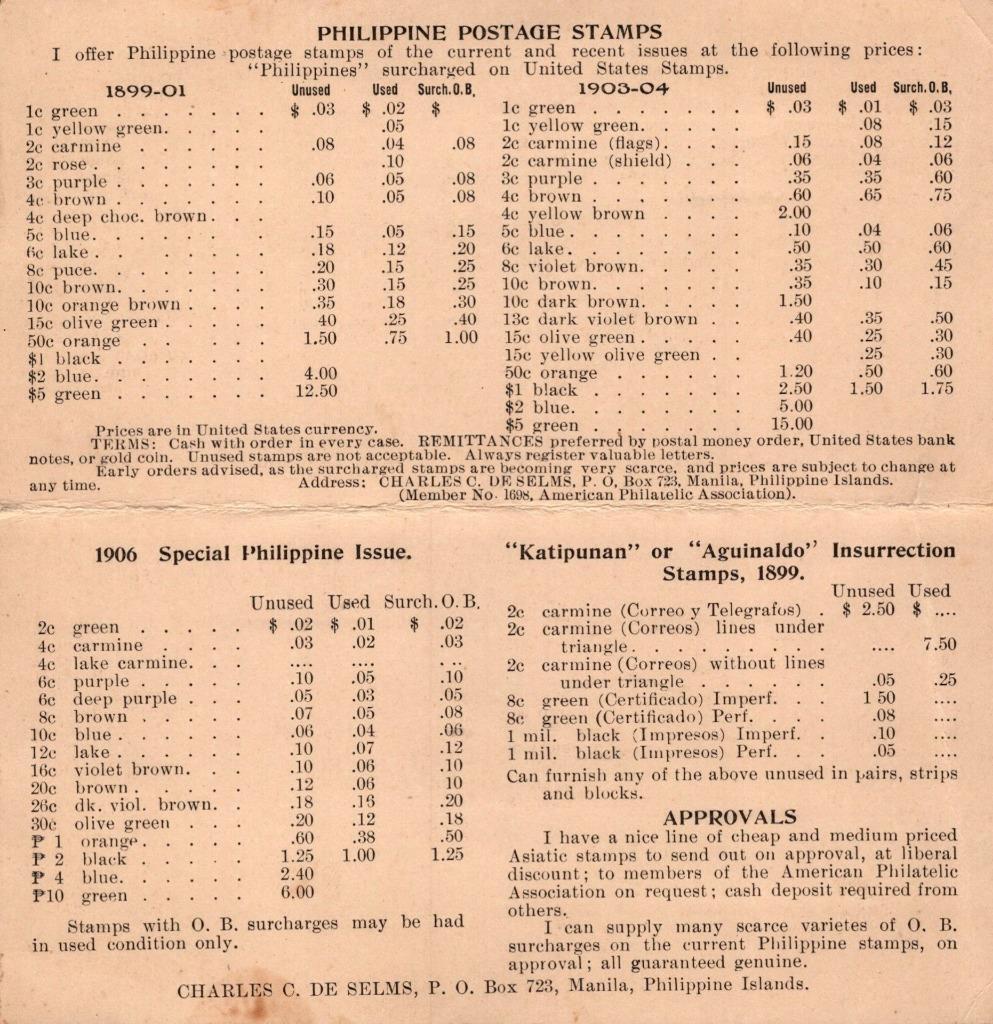 PHILIPPINE POSTAGE STAMPS
I offer Philippine postage stamps of the current and recent issues at the following prices:
"Philippines" surcharged on United States Stamps.
1899-01 Unused Used Surch.O.B,
1c green . . . . . . . $ .03 $ .02 $
1c yellow green. . . . . .05
2c carmine . . . . . . .08 .04 .08
2c rose . . . . . . . .10
3c purple . . . . . . . .06 .05 .08
4c brown . . . . . . . .10 .05 .08
4c deep choc. brown. . .
5c blue. . . . . . . . .15 .05 .15
6c lake . . . . . . . . .18 .12 .20
8c puce. . . . . . . . .20 .15 .25
10c brown. . . . . . . .30 .15 .25
10c orange brown . . . . .35 .18 .30
15c olive green . . . . . 40 .25 .40
50c orange . . . . . . 1.50 .75 1.00
$1 black . . . . . . .
$2 blue. . . . . . . . 4.00
$5 green . . . . . . . 12.50
1903-04 Unused Used Surch.O.B,
1c green . . . . . . . $ .03 $ .01 $ .03
1c yellow green. . . . . .08 .15
2c carmine (flags). . . . .15 .08 .12
2c carmine (shield) . . . .06 .04 .06
3c purple . . . . . . . .35 .35 .60
4c brown . . . . . . . .60 .65 .75
4c yellow brown . . . . 2.00
5c blue . . . . . . . . .10 .04 .06
6c lake. . . . . . . . .50 .50 .60
8c violet brown. . . . . .35 .30 .45
10c brown. . . . . . . .35 .10 .15
10c dark brown. . . . . 1.50
13c dark violet brown . . .40 .35 .50
15c olive green . . . . . .40 .25 .30
15c yellow olive green . . .25 .30
50c orange . . . . . . 1.20 .50 .60
$1 black . . . . . . . 2.50 1.50 1.75
$2 blue. . . . . . . . 5.00
$5 green . . . . . . . 15.00
Prices are in United States currency.
TERMS: Cash with order in every case. REMITTANCES preferred by postal money order, United States bank
notes, or gold coin. Unused stamps are not acceptable. Always register valuable letters.
Early orders advised, as the surcharged stamps are becoming very scarce, and prices are subject to change at
any time. Address: CHARLES C. DE SELMS, P. O, Box 723, Manila, Philippine Islands.
(Member No. 1698, American Philatelic Association).
1906 Special Philippine Issue.
Unused Used Surch. O. B.
2c green . . . . . $ .02 $ .01 $ .02
4c carmine . . . . .03 .02 .03
4c lake carmine. . . .... .... ....
6c purple . . . . . .10 .05 .10
6c deep purple . . . .05 .03 .05
8c brown . . . . . .07 .05 .08
10c blue . . . . . . .06 .04 .06
12c lake . . . . . . .10 .07 .12
16c violet brown. . . .10 .06 .10
20c brown . . . . . .12 .06 10
26c dk. viol. brown. . .18 .16 .20
30c olive green . . . .20 .12 .18
₱ 1 orange. . . . . .60 .38 .50
₱ 2 black . . . . . 1.25 1.00 1.25
₱ 4 blue. . . . . . 2.40
₱10 green . . . . . 6.00
Stamps with O. B. surcharges may be had
in used condition only.
"Katipunan" or "Aguinaldo" Insurrection
Stamps, 1899.
Unused Used
2c carmine (Correo y Telegrafos) . $ 2.50 $ ....
2c carmine (Correos) lines under
triangle . . . . . . . . . .... 7.50
2c carmine (Correos) without lines
under triangle . . . . . . .05 .25
8c green (Certificado) Imperf. . . 1 50 ....
8c green (Certificado) Perf. . . . .08 ....
1 mil. black (Impresos) Imperf. . .10 ....
1 mil. black (Impresos) Perf. . . .05 ....
Can furnish any of the above unused in pairs, strips
and blocks.
APPROVALS
I have a nice line of cheap and medium priced
Asiatic stamps to send out on approval, at liberal
discount; to members of the American Philatelic
Association on request; cash deposit required from
others.
I can supply many scarce varietes of O. B.
surcharges on the current Philippine stamps, on
approval; all guaranteed genuine.
CHARLES C. DE SELMS, P. O. Box 723, Manila, Philippine Islands.